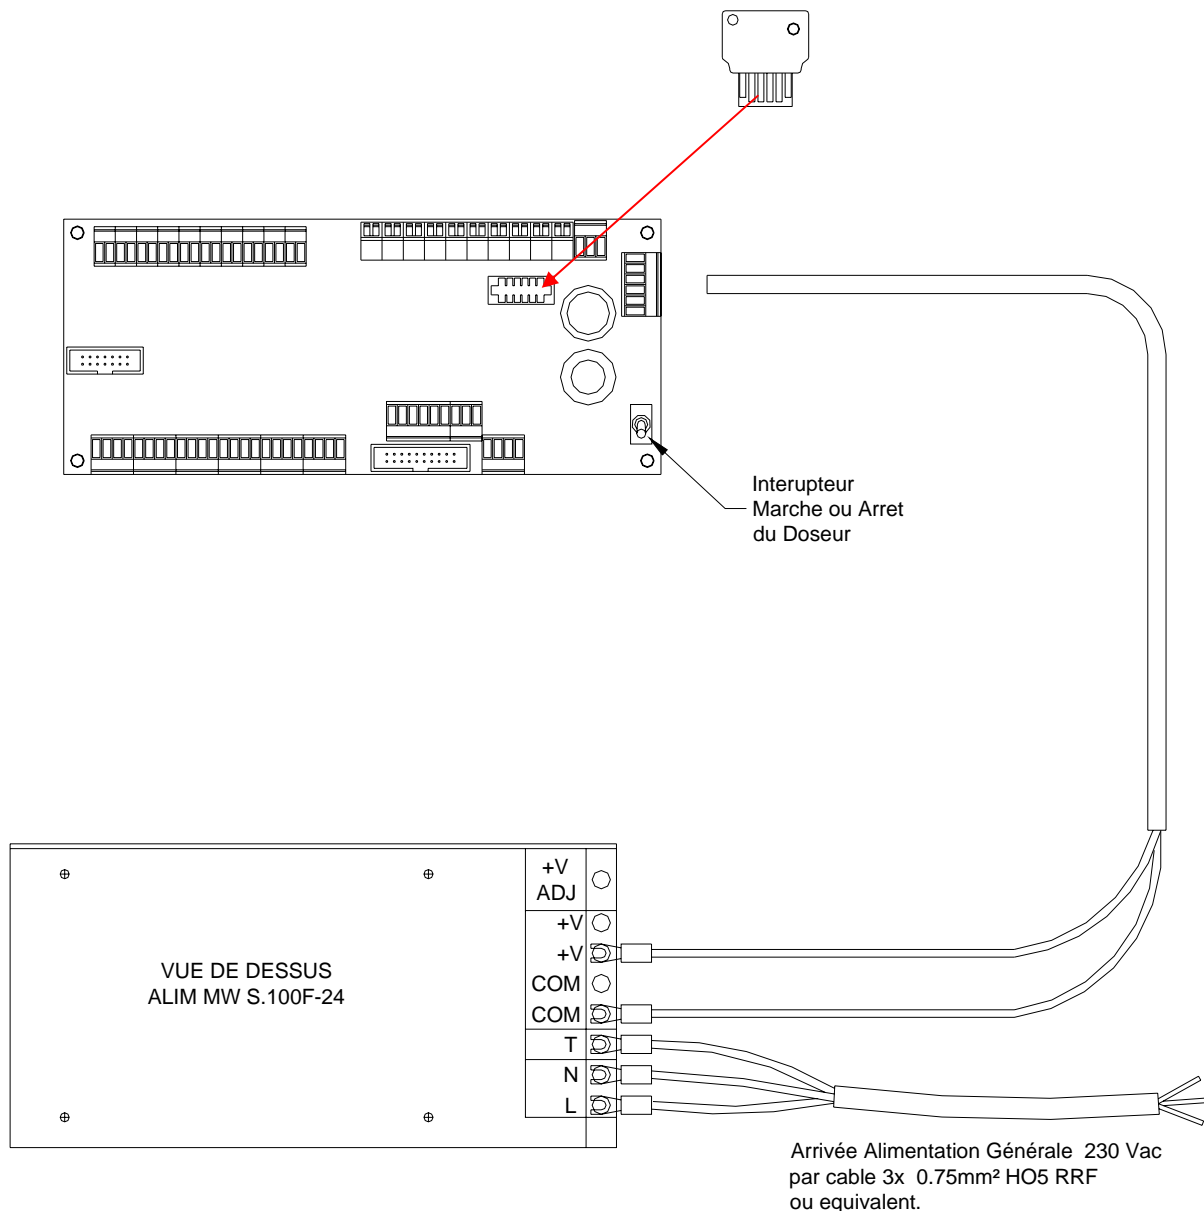 Interupteur
Marche ou Arret
du Doseur
+V
ADJ
+V
+V
COM
COM
T
N
L
VUE DE DESSUS
ALIM MW S.100F-24
Arrivée Alimentation Générale 230 Vac
par cable 3x 0.75mm² HO5 RRF
ou equivalent.